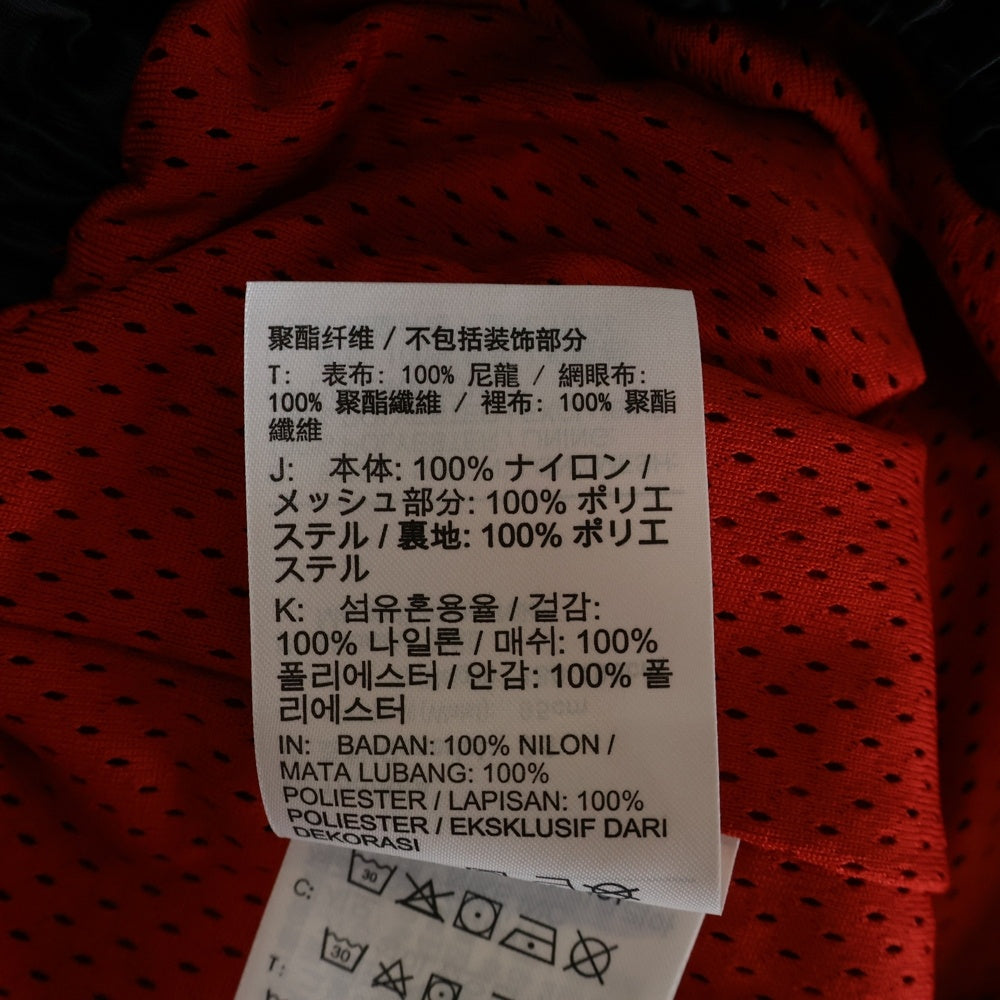 聚酯纤维 / 不包括装饰部分
T: 表布: 100% 尼龍 / 網眼布:
100% 聚酯纖維 / 裡布: 100% 聚酯
纖維
J: 本体: 100% ナイロン /
メッシュ部分: 100% ポリエ
ステル / 裏地: 100% ポリエ
ステル
K: 섬유혼용율 / 겉감:
100% 나일론 / 매쉬: 100%
폴리에스터 / 안감: 100% 폴
리에스터
IN: BADAN: 100% NILON /
MATA LUBANG: 100%
POLIESTER / LAPISAN: 100%
POLIESTER / EKSKLUSIF DARI
DEKORASI
30
C:
30
T: